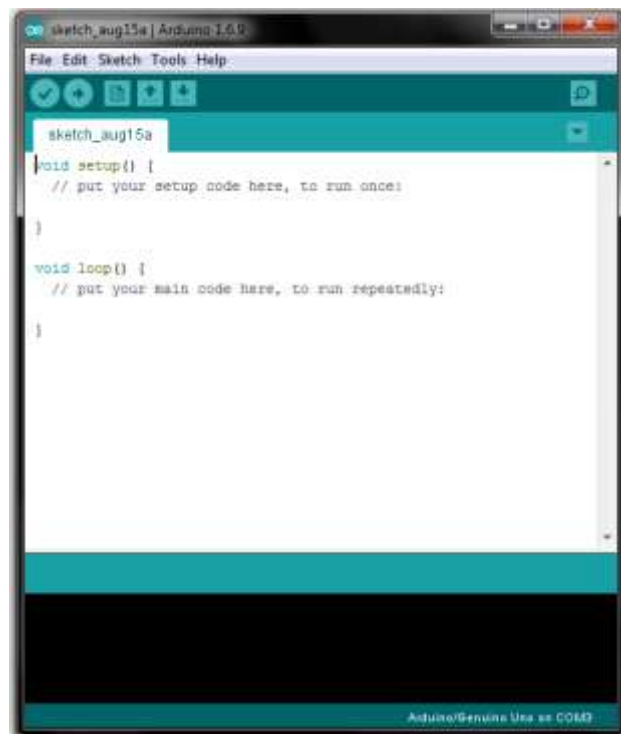 sketch_aug15a | Arduino 1.6.9
File Edit Sketch Tools Help
sketch_aug15a
void setup() {
  // put your setup code here, to run once:
}
void loop() {
  // put your main code here, to run repeatedly:
}
Arduino/Genuino Uno on COM3